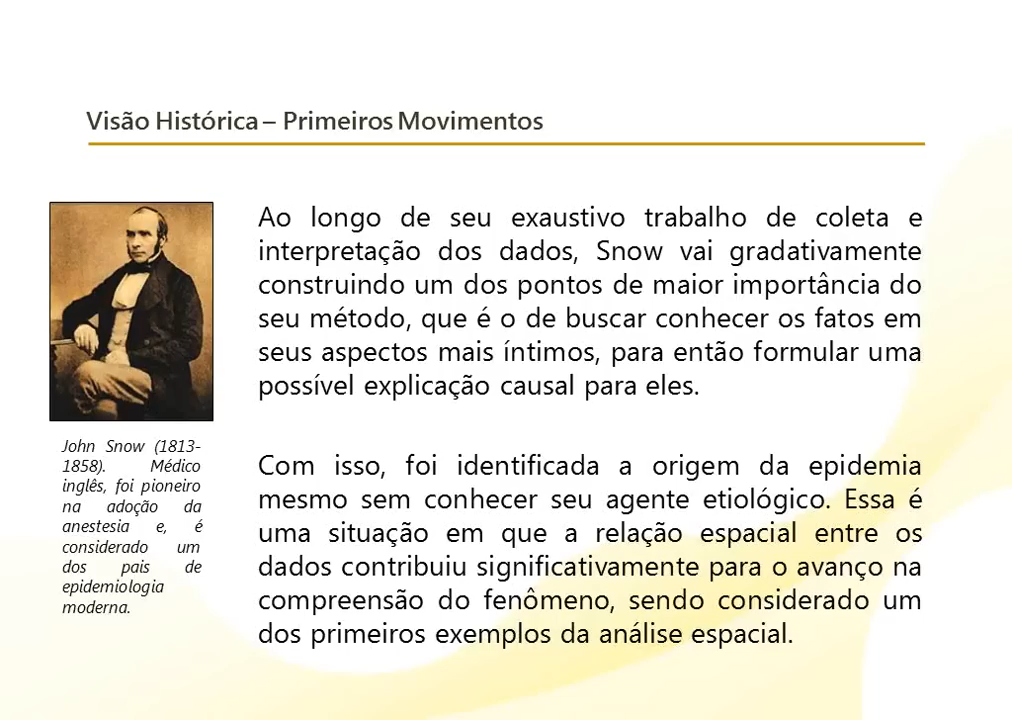 Visão Histórica – Primeiros Movimentos
Ao longo de seu exaustivo trabalho de coleta e
interpretação dos dados, Snow vai gradativamente
construindo um dos pontos de maior importância do
seu método, que é o de buscar conhecer os fatos em
seus aspectos mais íntimos, para então formular uma
possível explicação causal para eles.
Com isso, foi identificada a origem da epidemia
mesmo sem conhecer seu agente etiológico. Essa é
uma situação em que a relação espacial entre os
dados contribuiu significativamente para o avanço na
compreensão do fenômeno, sendo considerado um
dos primeiros exemplos da análise espacial.
John Snow (1813-
1858). Médico
inglês, foi pioneiro
na adoção da
anestesia e, é
considerado um
dos pais de
epidemiologia
moderna.